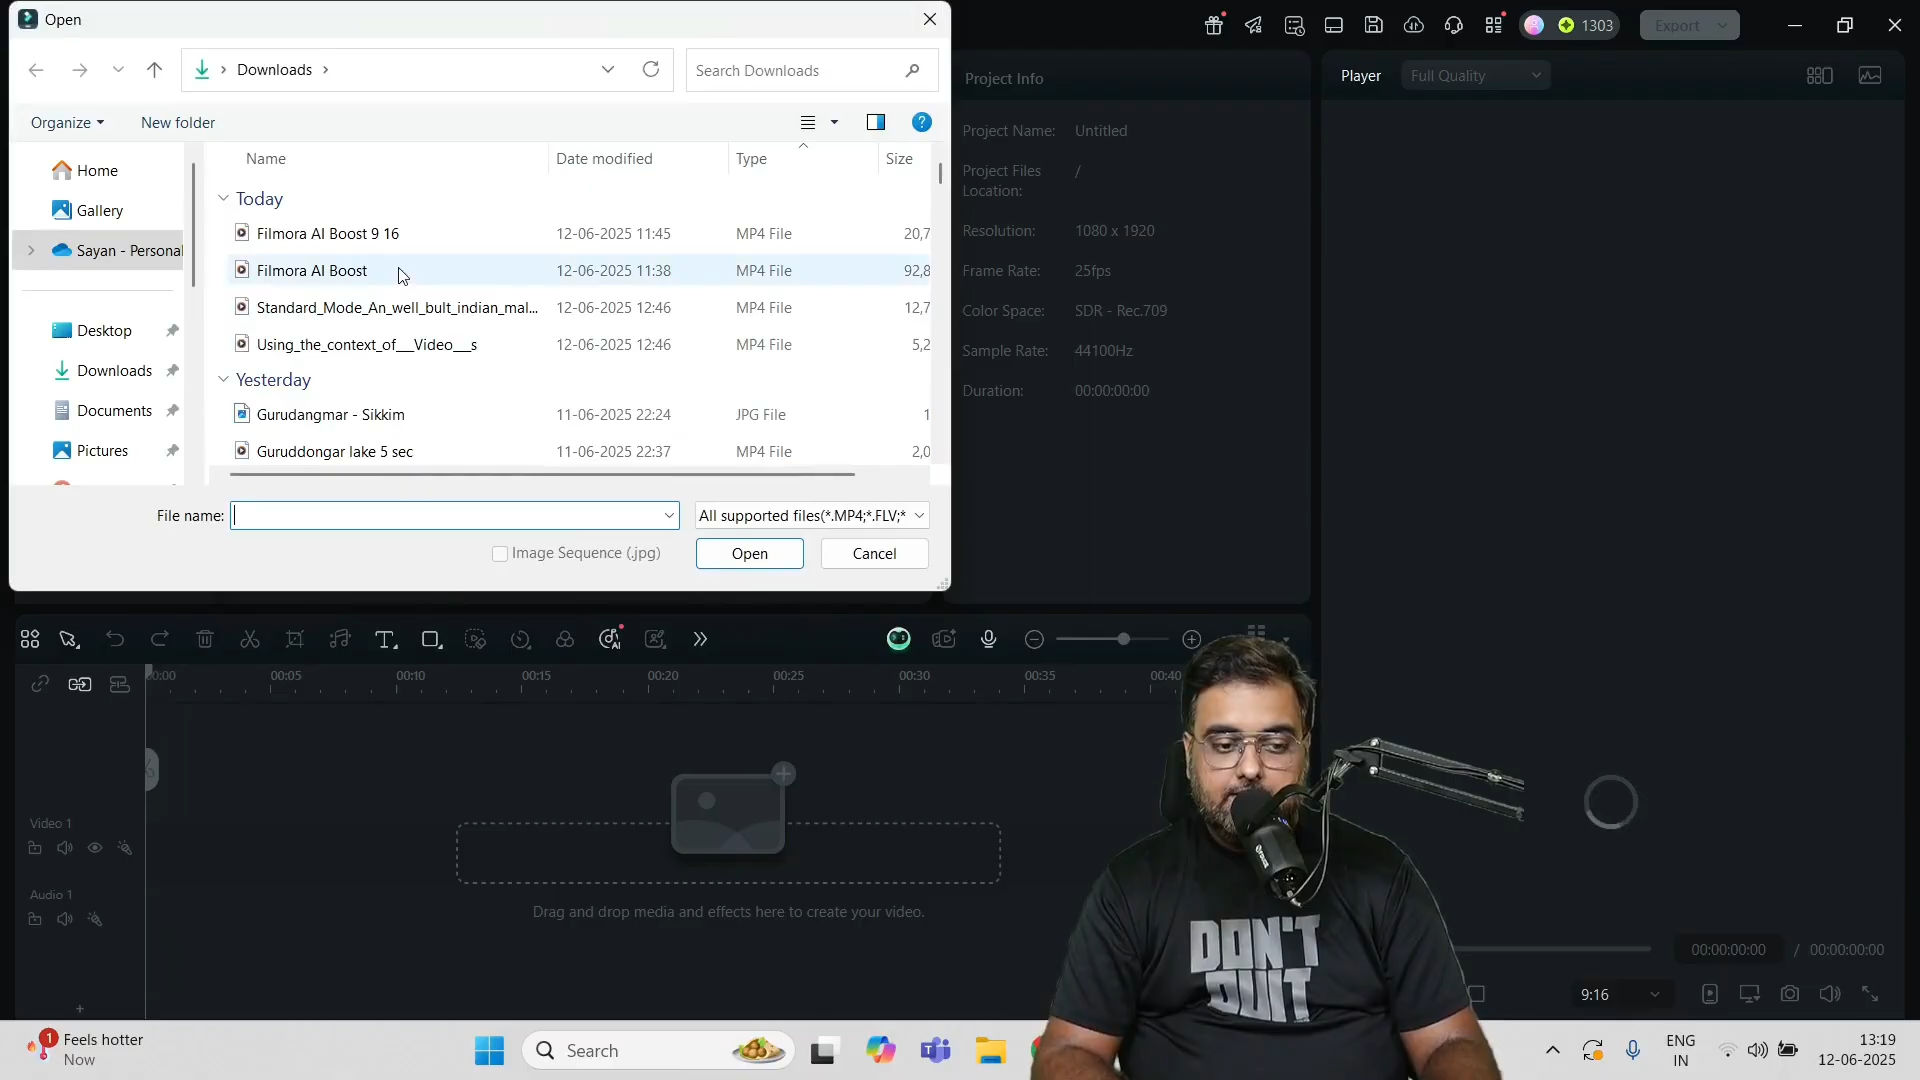 Open
1303
Export
Downloads
Search Downloads
Project Info
Player
Full Quality
Organize
New folder
Name
Date modified
Type
Size
Project Name: Untitled
Home
Gallery
Sayan - Personal
Desktop
Downloads
Documents
Pictures
Today
Filmora AI Boost 9 16 12-06-2025 11:45 MP4 File 20,7
Filmora AI Boost 12-06-2025 11:38 MP4 File 92,8
Standard_Mode_An_well_bult_indian_mal... 12-06-2025 12:46 MP4 File 12,7
Using_the_context_of__Video__s 12-06-2025 12:46 MP4 File 5,2
Yesterday
Gurudangmar - Sikkim 11-06-2025 22:24 JPG File 1
Guruddongar lake 5 sec 11-06-2025 22:37 MP4 File 2,0
Project Files /
Location:
Resolution: 1080 x 1920
Frame Rate: 25fps
Color Space: SDR - Rec.709
Sample Rate: 44100Hz
Duration: 00:00:00:00
File name:
All supported files(*.MP4;*.FLV;*
Image Sequence (.jpg)
Open
Cancel
00:00 00:05 00:10 00:15 00:20 00:25 00:30 00:35 00:40
Video 1
Audio 1
Drag and drop media and effects here to create your video.
DON'T
QUIT
00:00:00:00 / 00:00:00:00
9:16
1
Feels hotter
Now
Search
ENG
IN
13:19
12-06-2025